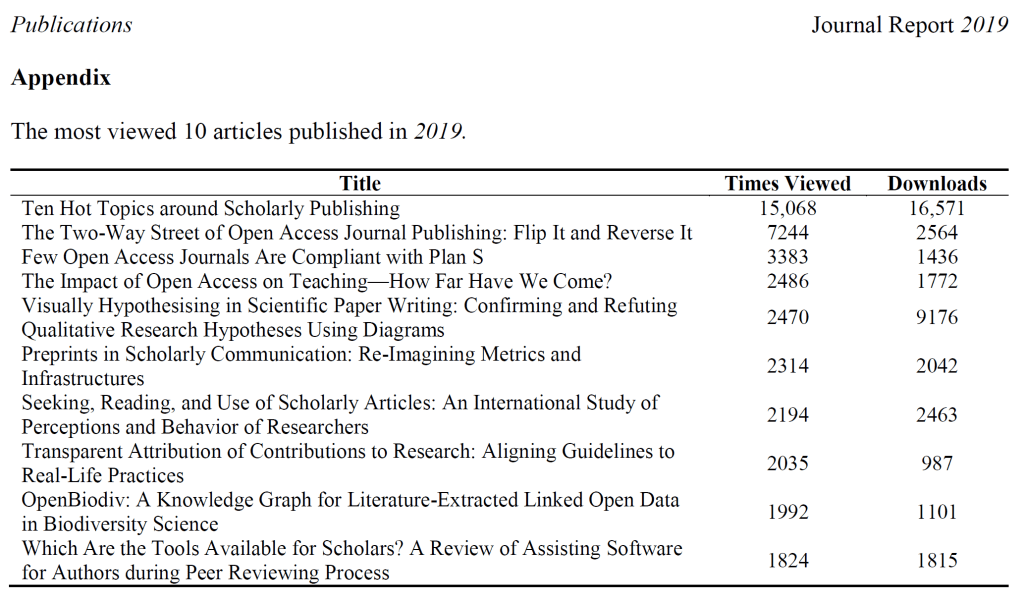 Publications Journal Report 2019
Appendix
The most viewed 10 articles published in 2019.
Title Times Viewed Downloads
Ten Hot Topics around Scholarly Publishing 15,068 16,571
The Two-Way Street of Open Access Journal Publishing: Flip It and Reverse It 7244 2564
Few Open Access Journals Are Compliant with Plan S 3383 1436
The Impact of Open Access on Teaching—How Far Have We Come? 2486 1772
Visually Hypothesising in Scientific Paper Writing: Confirming and Refuting
Qualitative Research Hypotheses Using Diagrams 2470 9176
Preprints in Scholarly Communication: Re-Imagining Metrics and
Infrastructures 2314 2042
Seeking, Reading, and Use of Scholarly Articles: An International Study of
Perceptions and Behavior of Researchers 2194 2463
Transparent Attribution of Contributions to Research: Aligning Guidelines to
Real-Life Practices 2035 987
OpenBiodiv: A Knowledge Graph for Literature-Extracted Linked Open Data
in Biodiversity Science 1992 1101
Which Are the Tools Available for Scholars? A Review of Assisting Software
for Authors during Peer Reviewing Process 1824 1815